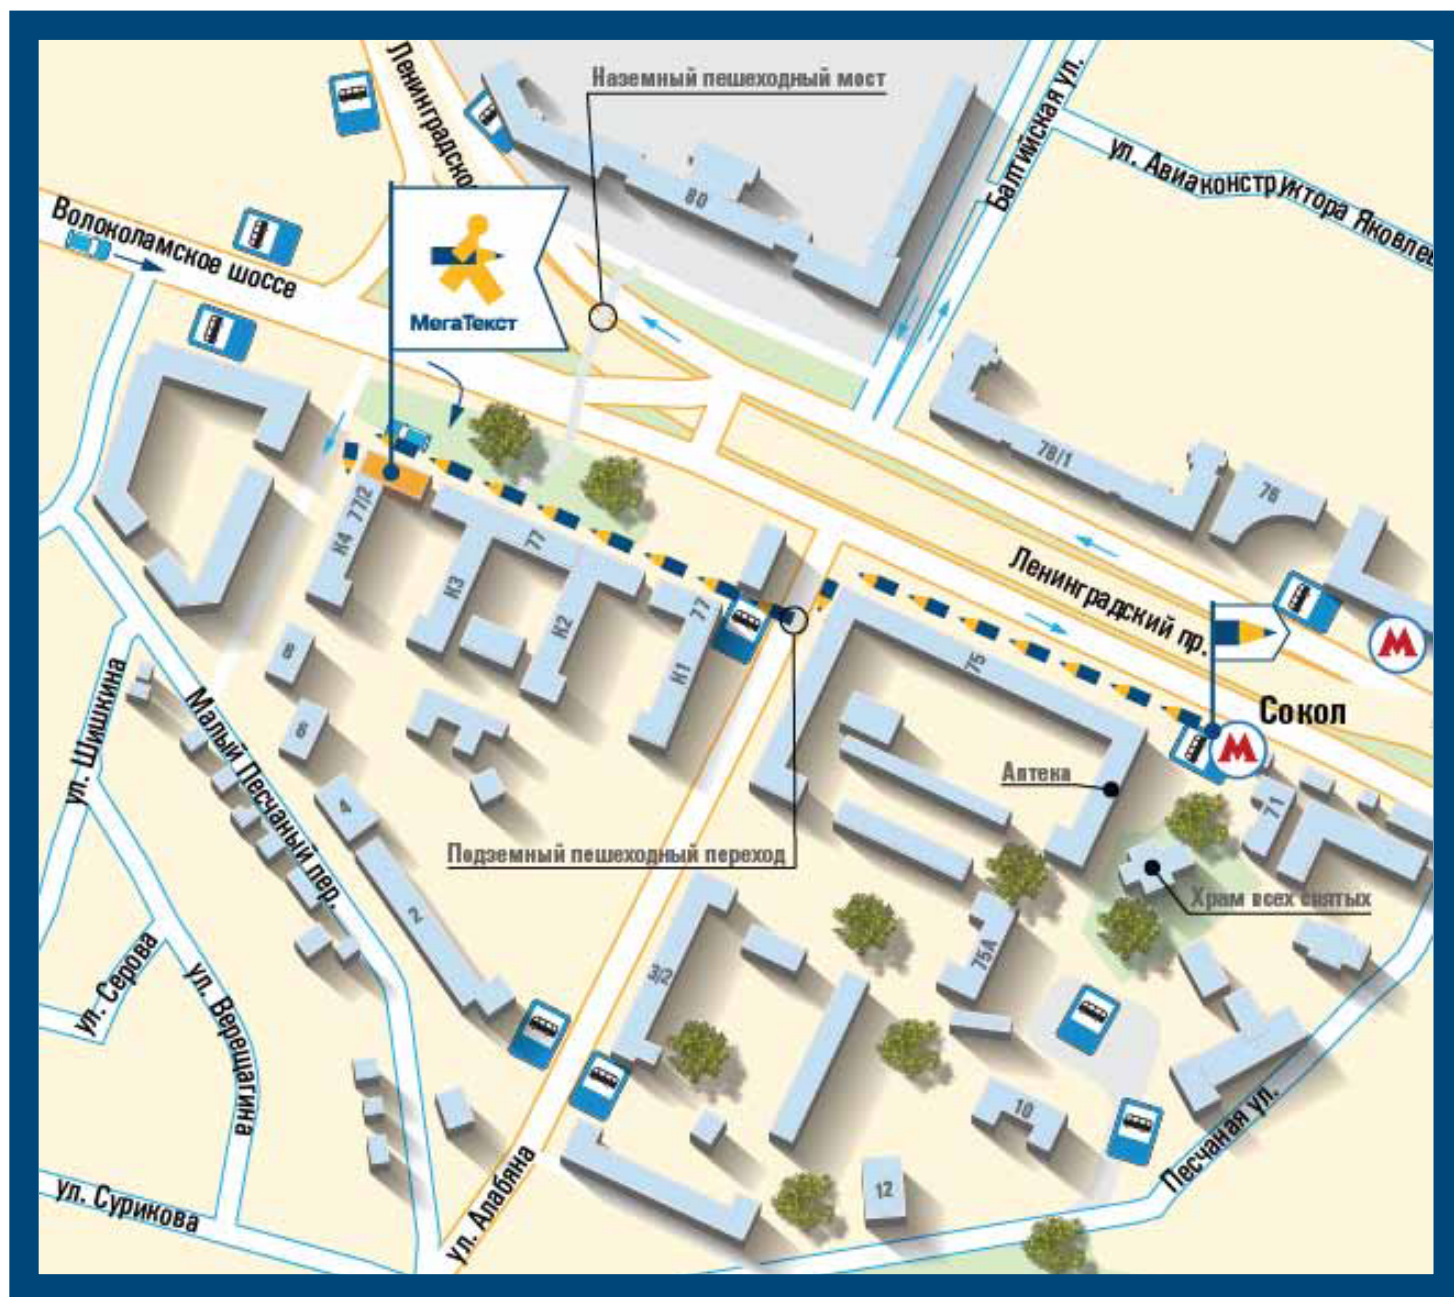 Ленинградско
Наземный пешеходный мост
Балтийская ул.
ул. Авиаконструктора Яковлев
Волоколамское шоссе
80
МегаТекст
78/1
76
77/2
К4
77
К3
К2
77
К1
Ленинградский пр.
75
М
Сокол
М
8
6
ул. Шишкина
Малый Песчаный пер.
4
2
Аптека
71
Подземный пешеходный переход
Храм всех святых
75А
ул. Серова
ул. Верещагина
10
12
Песчаная ул.
ул. Сурикова
ул. Алабяна